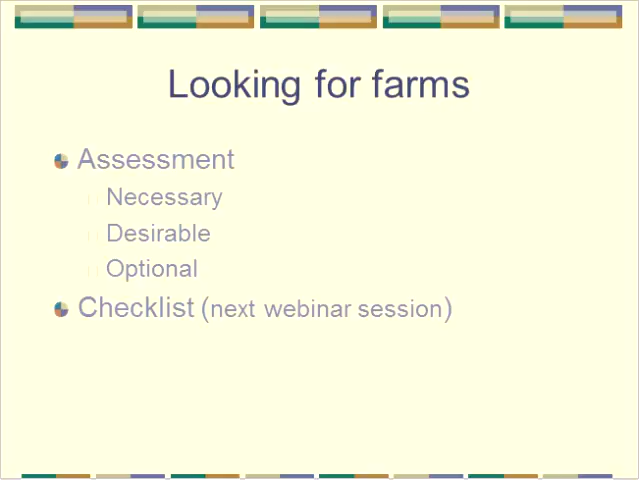 Looking for farms
Assessment
Necessary
Desirable
Optional
Checklist (next webinar session)